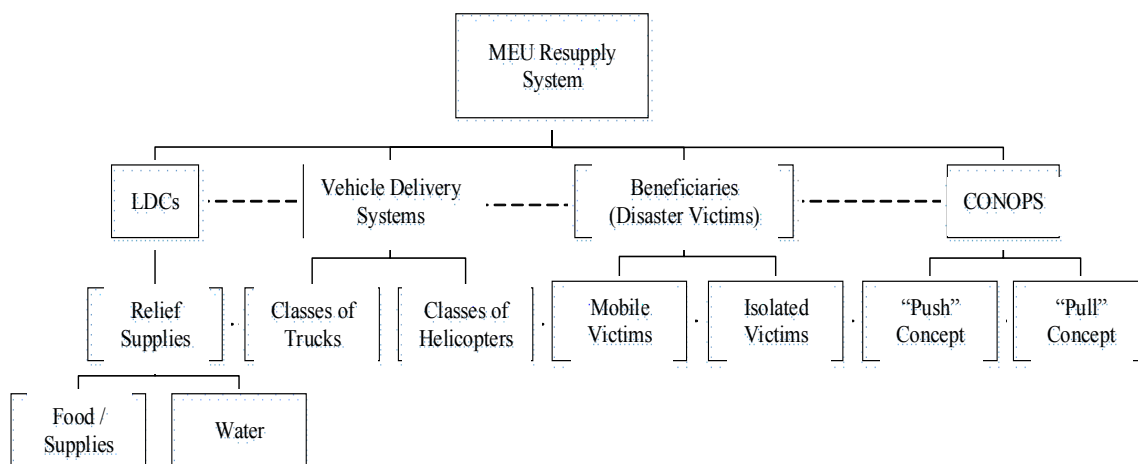 MEU Resupply
System
LDCs
Vehicle Delivery
Systems
Beneficiaries
(Disaster Victims)
CONOPS
Relief
Supplies
Classes of
Trucks
Classes of
Helicopters
Mobile
Victims
Isolated
Victims
“Push”
Concept
“Pull”
Concept
Food /
Supplies
Water